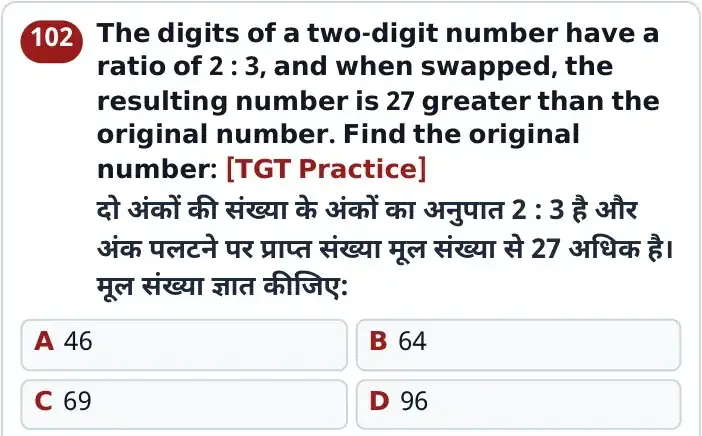 102 The digits of a two-digit number have a
ratio of 2 : 3, and when swapped, the
resulting number is 27 greater than the
original number. Find the original
number: [TGT Practice]
दो अंकों की संख्या के अंकों का अनुपात 2 : 3 है और
अंक पलटने पर प्राप्त संख्या मूल संख्या से 27 अधिक है।
मूल संख्या ज्ञात कीजिए:
A 46
B 64
C 69
D 96